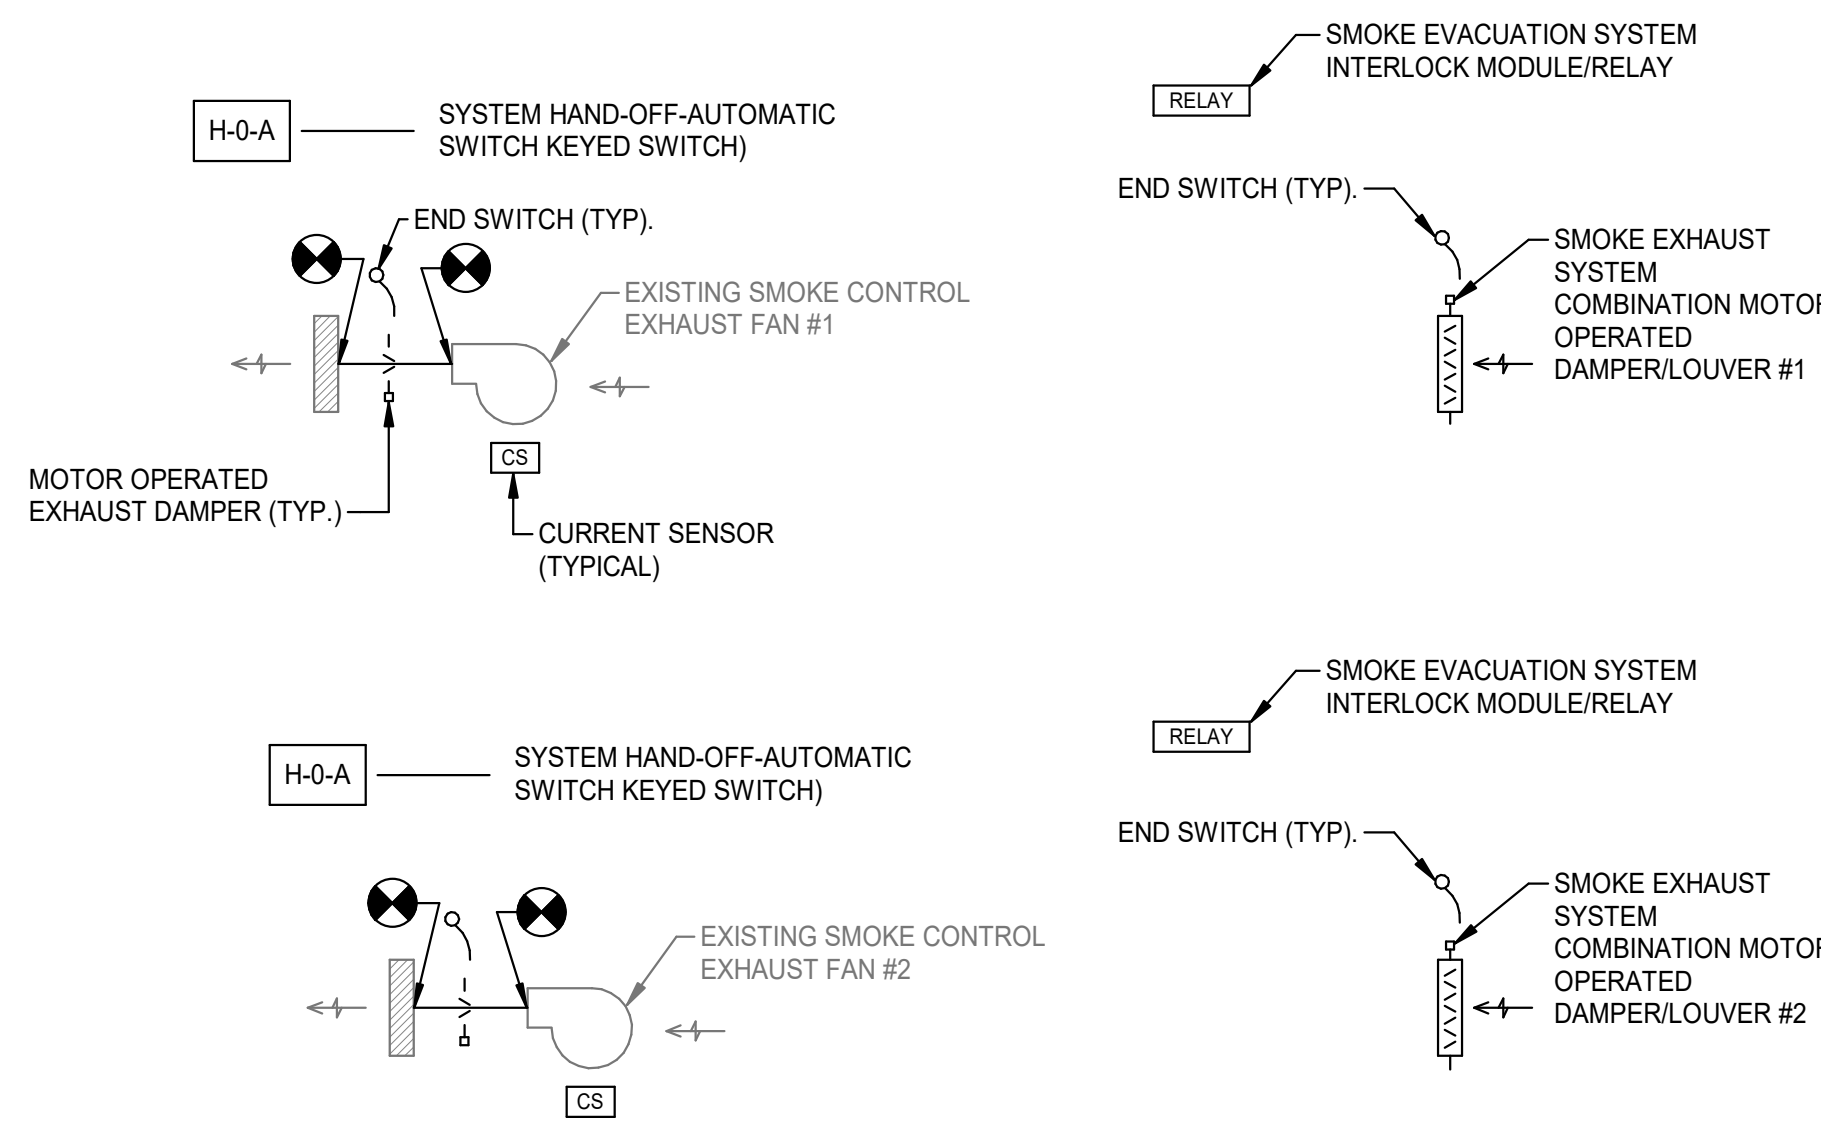 SMOKE EVACUATION SYSTEM
INTERLOCK MODULE/RELAY
RELAY
H-0-A
SYSTEM HAND-OFF-AUTOMATIC
SWITCH KEYED SWITCH)
END SWITCH (TYP).
END SWITCH (TYP).
SMOKE EXHAUST
SYSTEM
COMBINATION MOTOR
OPERATED
DAMPER/LOUVER #1
EXISTING SMOKE CONTROL
EXHAUST FAN #1
CS
MOTOR OPERATED
EXHAUST DAMPER (TYP.)
CURRENT SENSOR
(TYPICAL)
SMOKE EVACUATION SYSTEM
INTERLOCK MODULE/RELAY
RELAY
H-0-A
SYSTEM HAND-OFF-AUTOMATIC
SWITCH KEYED SWITCH)
END SWITCH (TYP).
SMOKE EXHAUST
SYSTEM
COMBINATION MOTOR
OPERATED
DAMPER/LOUVER #2
EXISTING SMOKE CONTROL
EXHAUST FAN #2
CS